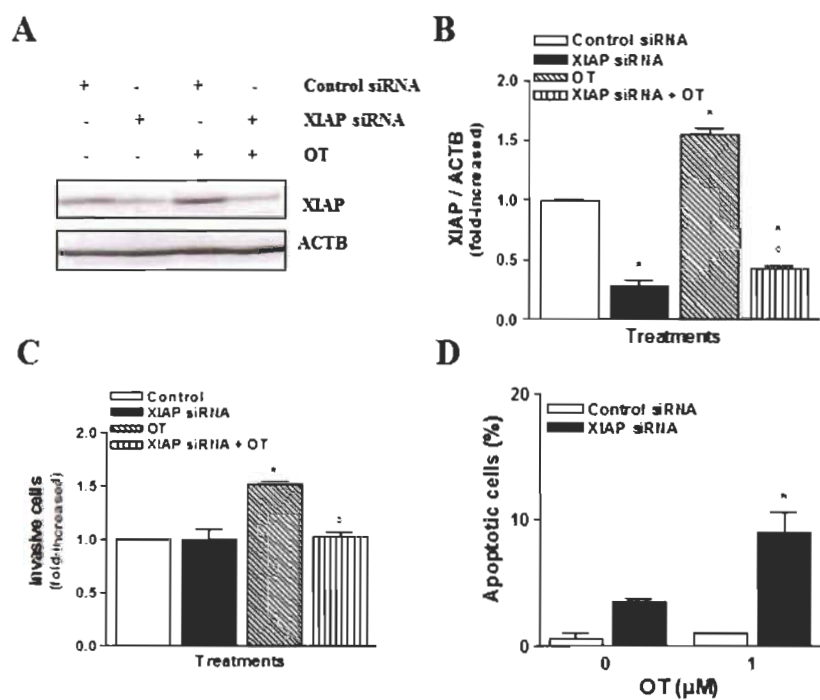 A
+ - + - Control siRNA
- + - + XIAP siRNA
- - + + OT
XIAP
ACTB
B
Control siRNA
XIAP siRNA
OT
XIAP siRNA + OT
XIAP / ACTB
(fold-increased)
2.0
1.5
1.0
0.5
0.0
*
*
*
Treatments
C
Control
XIAP siRNA
OT
XIAP siRNA + OT
Invasive cells
(fold-increased)
2.0
1.5
1.0
0.5
0.0
*
Treatments
D
Control siRNA
XIAP siRNA
Apoptotic cells (%)
20
10
0
*
0 1
OT (µM)